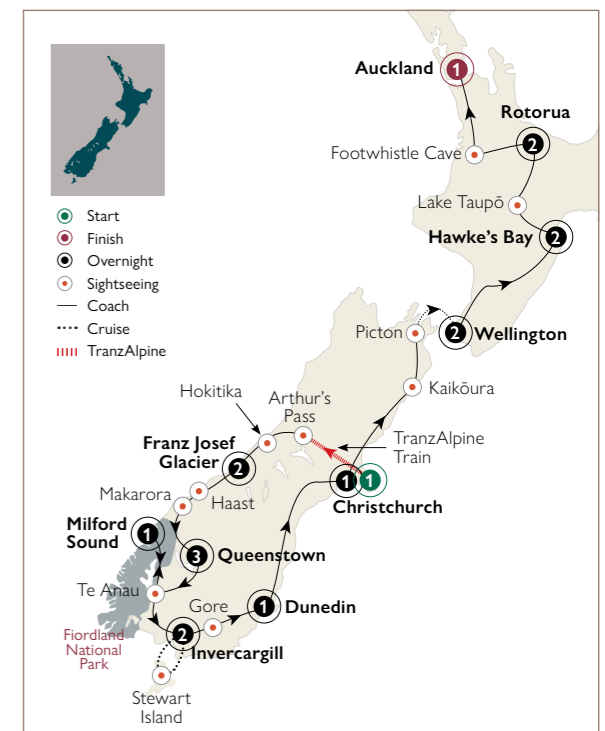 Auckland
1
Rotorua
2
Footwhistle Cave
Lake Taupō
Hawke's Bay
2
Start
Finish
Overnight
Sightseeing
Coach
Cruise
TranzAlpine
Picton
2
Wellington
Kaikōura
Hokitika
Arthur's
Pass
TranzAlpine
Train
Franz Josef
Glacier
2
1
1
Christchurch
Makarora
Haast
Milford
Sound
1
3
Queenstown
Te Anau
Gore
1
Dunedin
Fiordland
National
Park
2
Invercargill
Stewart
Island